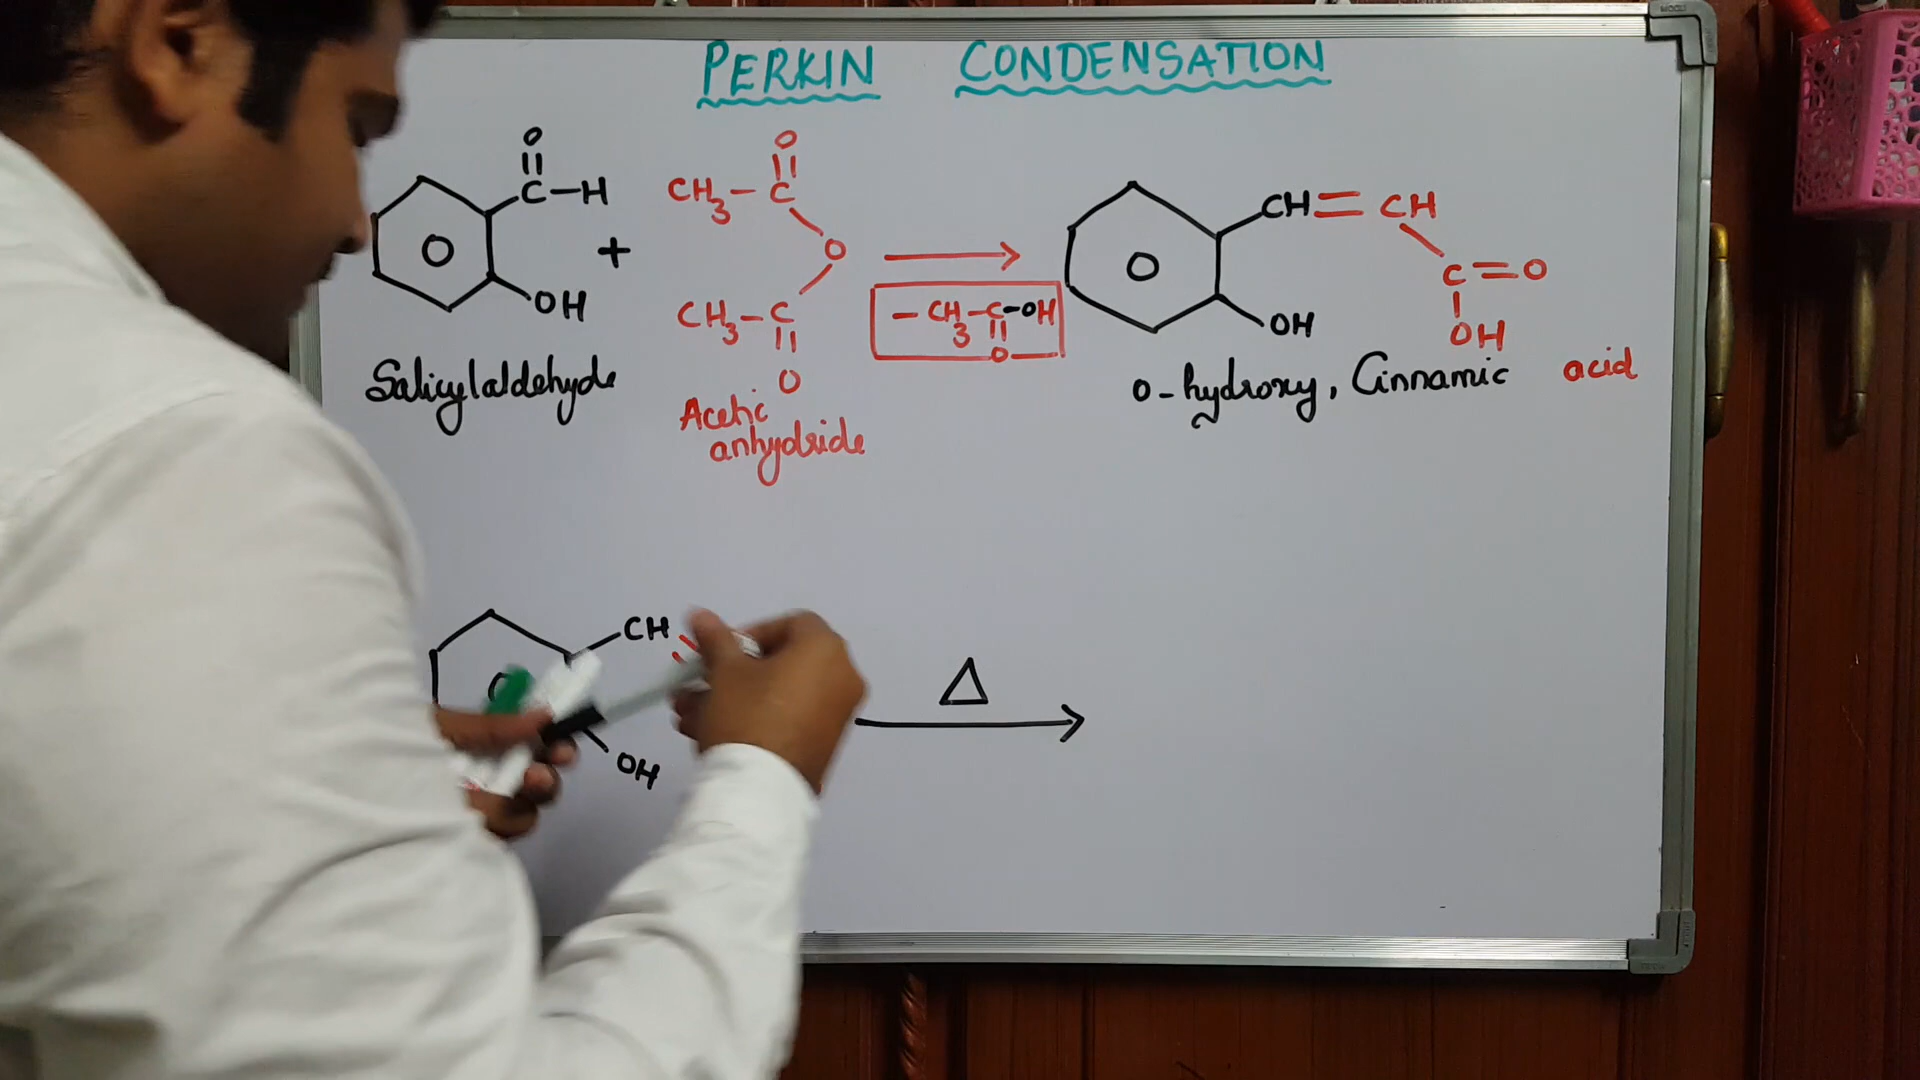 PERKIN CONDENSATION
O
C-H
O
+
OH
Salicylaldehyde
O
CH3-C
O
CH3-C
O
Acetic
anhydride
- CH3-C-OH
O
CH=CH
C=O
O
OH
OH
o-hydroxy, Cinnamic acid
CH
OH
Δ